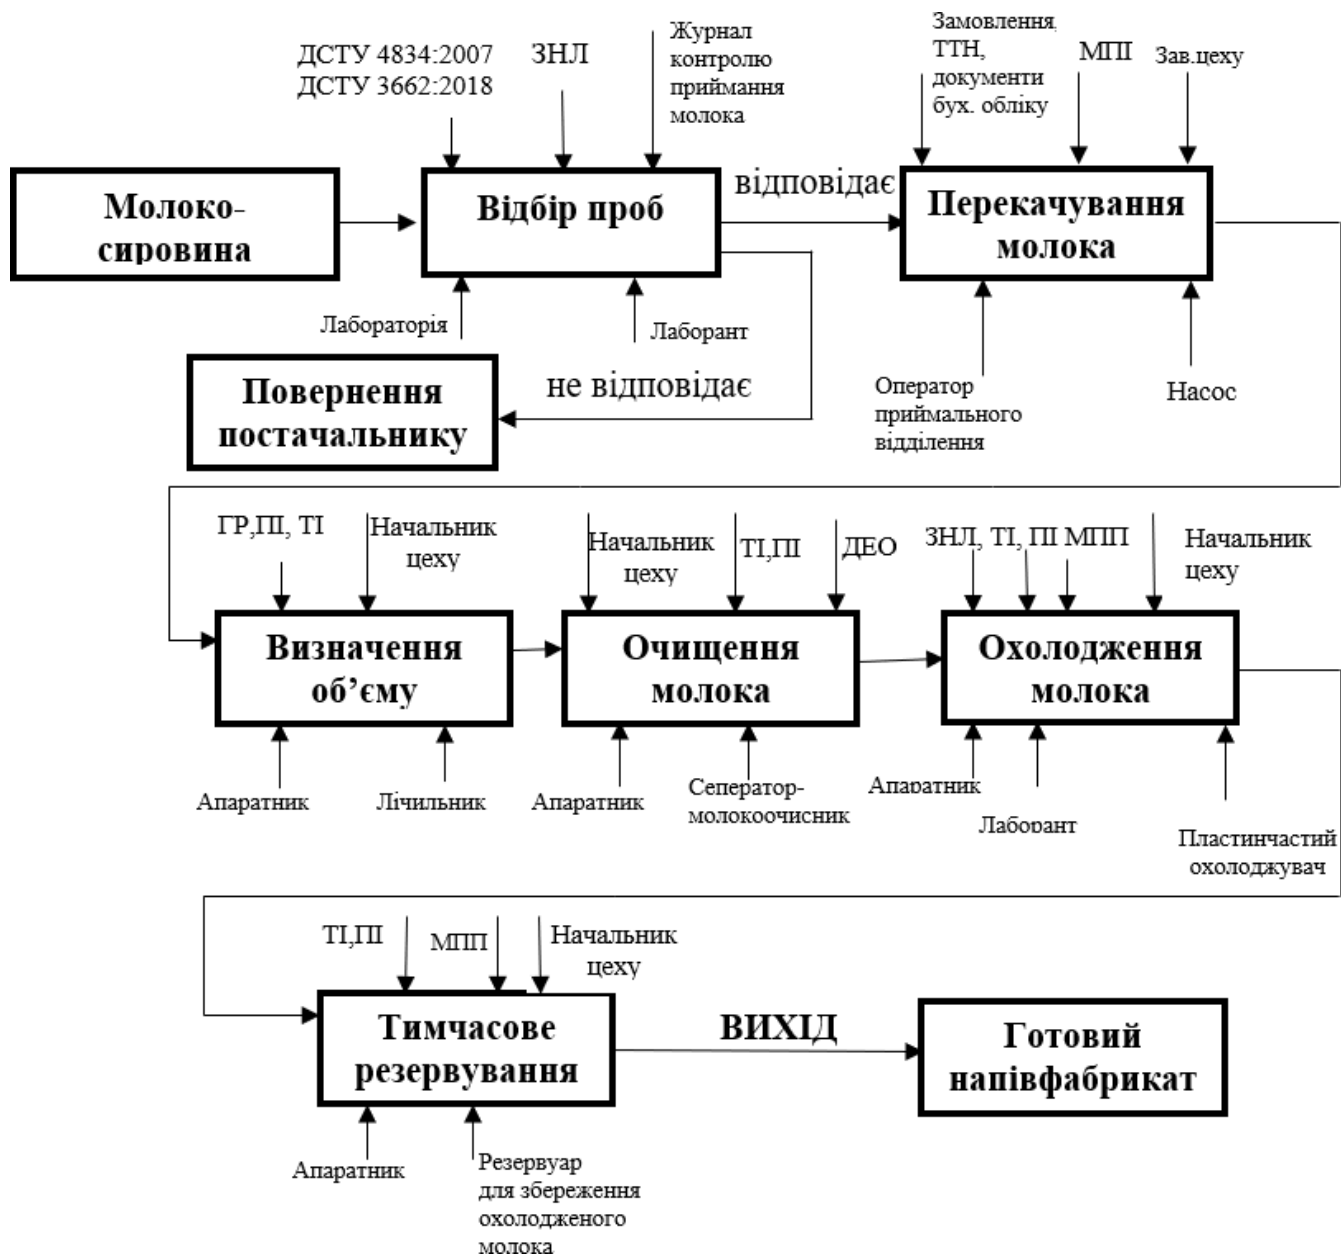 ДСТУ 4834:2007
ДСТУ 3662:2018
ЗНЛ
Журнал
контролю
приймання
молока
Замовлення,
ТТН,
документи
бух. обліку
МПІ
Зав.цеху
Молоко-
сировина
Відбір проб
відповідає
Перекачування
молока
Лабораторія
Лаборант
Повернення
постачальнику
не відповідає
Оператор
приймального
відділення
Насос
ГР,ПІ, ТІ
Начальник
цеху
Начальник
цеху
ТІ,ПІ
ДЕО
ЗНЛ, ТІ, ПІ МПП
Начальник
цеху
Визначення
об’єму
Очищення
молока
Охолодження
молока
Апаратник
Лічильник
Апаратник
Сеператор-
молокоочисник
Апаратник
Лаборант
Пластинчастий
охолоджувач
ТІ,ПІ
МПП
Начальник
цеху
Тимчасове
резервування
ВИХІД
Готовий
напівфабрикат
Апаратник
Резервуар
для збереження
охолодженого
молока